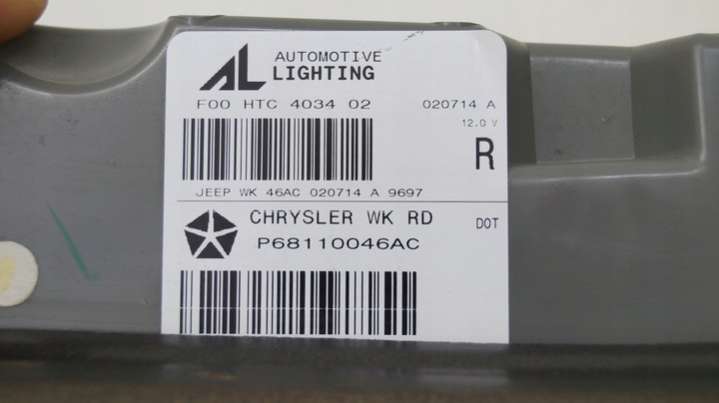 AL AUTOMOTIVE
LIGHTING
F00 HTC 4034 02 020714 A
12.0 V
R
JEEP WK 46AC 020714 A 9697
CHRYSLER WK RD
DOT
P68110046AC